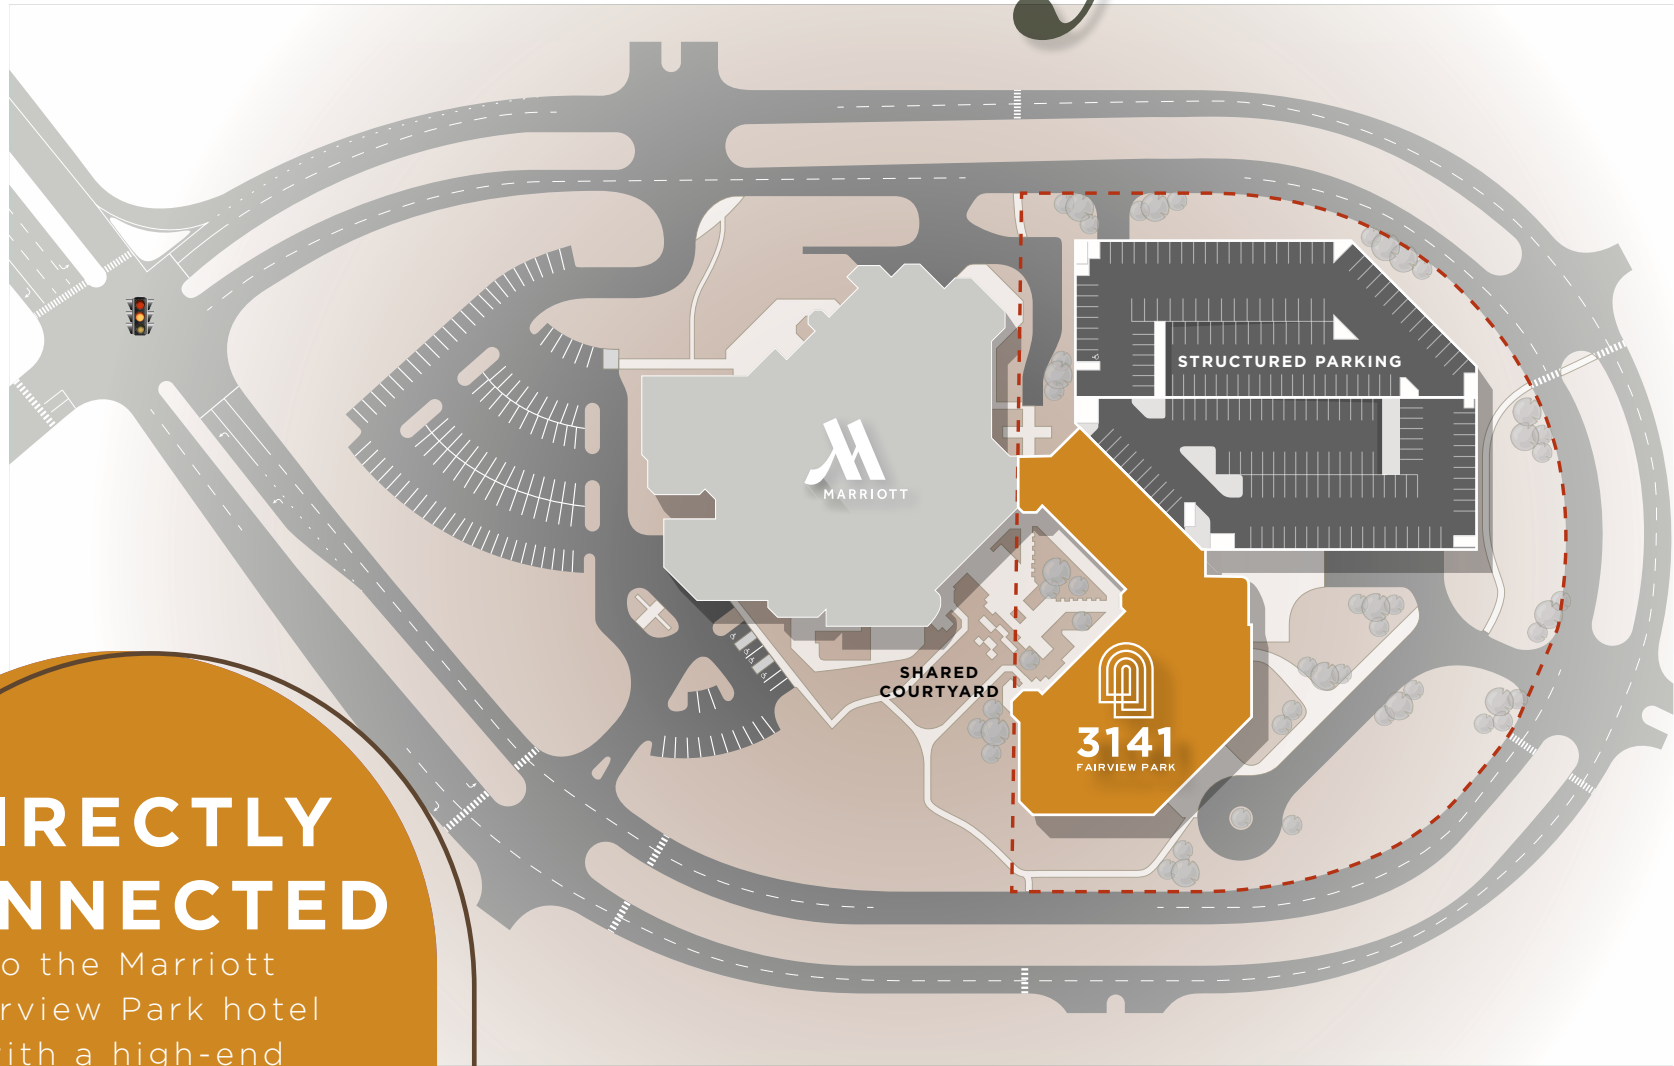 STRUCTURED PARKING
MARRIOTT
SHARED
COURTYARD
3141
FAIRVIEW PARK
IRECTLY
NNECTED
o the Marriott
rview Park hotel
ith a high-end